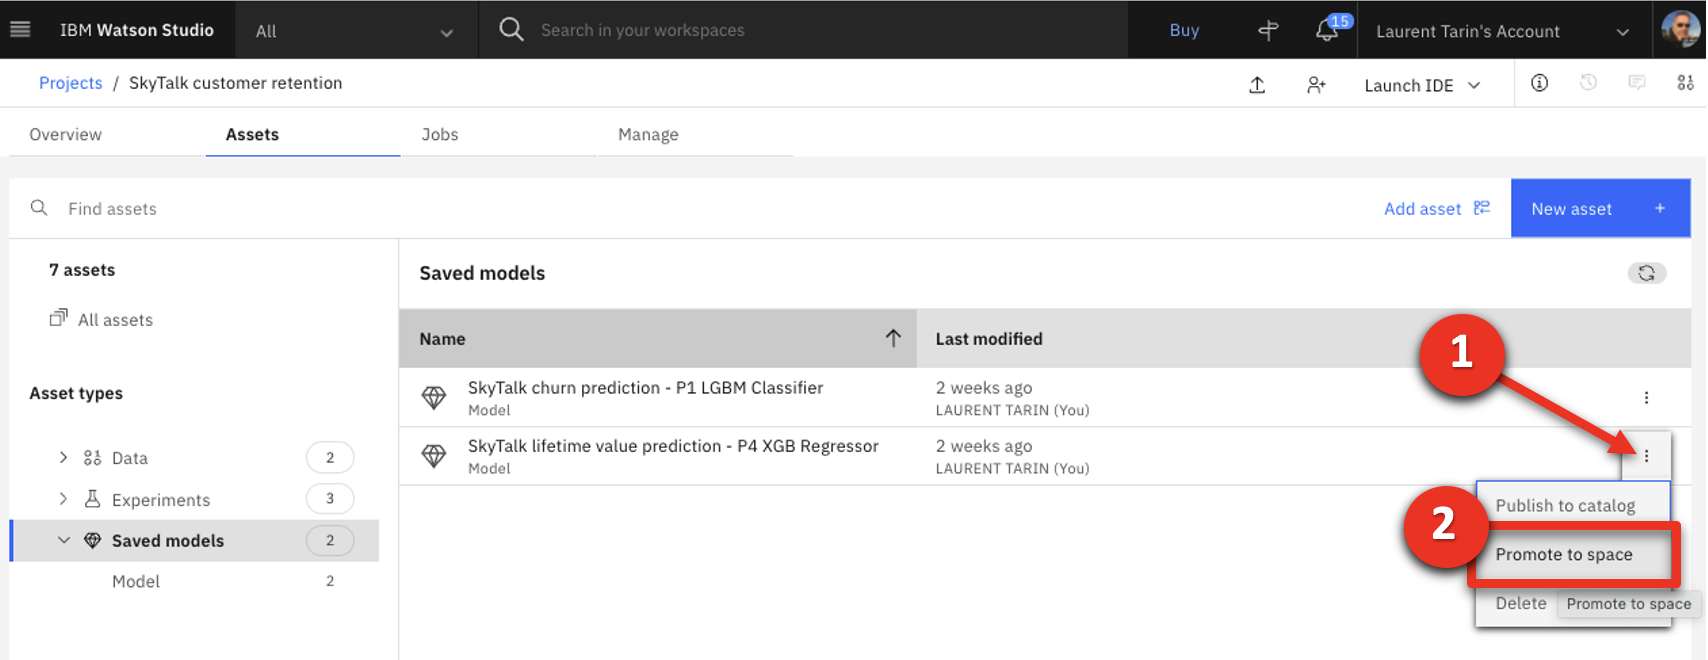 IBM Watson Studio
All
Search in your workspaces
Buy
15
Laurent Tarin's Account
Projects / SkyTalk customer retention
Launch IDE
Overview
Assets
Jobs
Manage
Find assets
Add asset
New asset +
7 assets
All assets
Asset types
Data 2
Experiments 3
Saved models 2
Model 2
Saved models
Name
Last modified
SkyTalk churn prediction - P1 LGBM Classifier
Model
2 weeks ago
LAURENT TARIN (You)
SkyTalk lifetime value prediction - P4 XGB Regressor
Model
2 weeks ago
LAURENT TARIN (You)
1
Publish to catalog
2
Promote to space
Delete
Promote to space